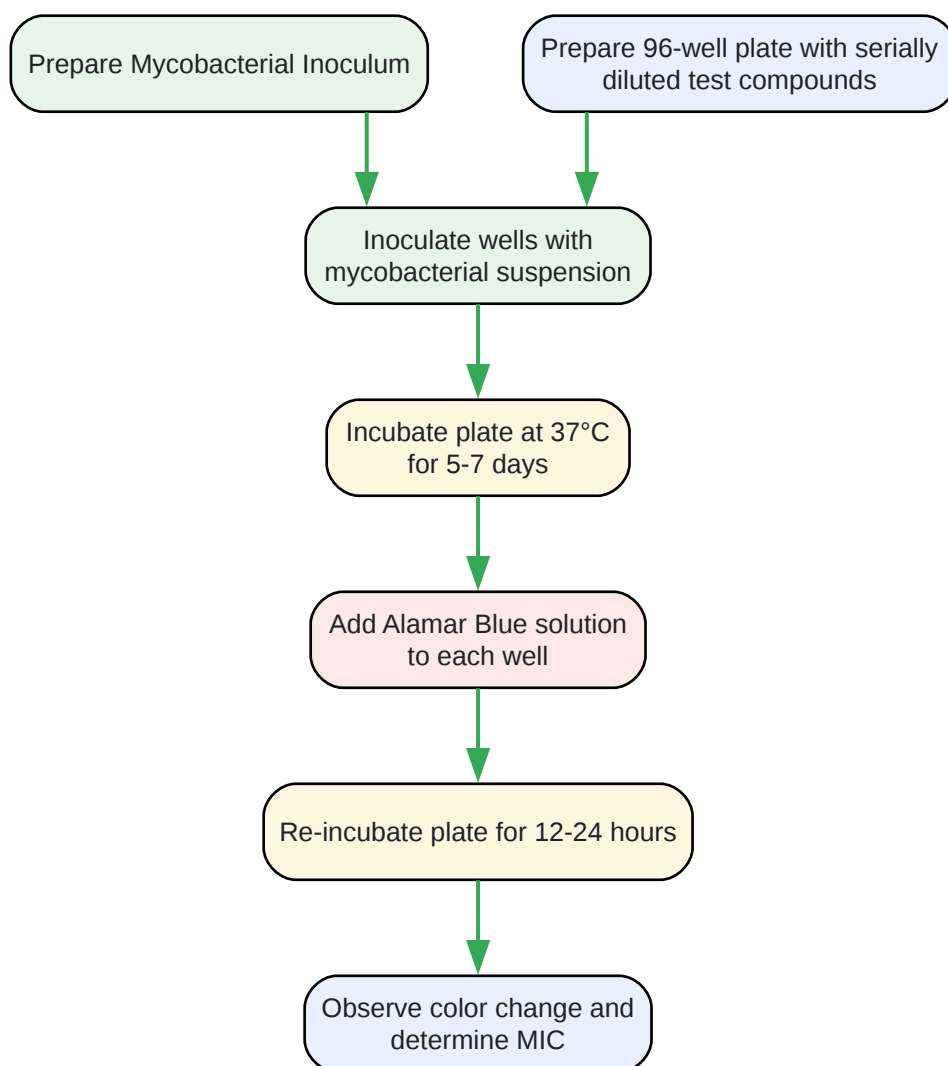 Prepare Mycobacterial Inoculum
Prepare 96-well plate with serially
diluted test compounds
Inoculate wells with
mycobacterial suspension
Incubate plate at 37°C
for 5-7 days
Add Alamar Blue solution
to each well
Re-incubate plate for 12-24 hours
Observe color change and
determine MIC